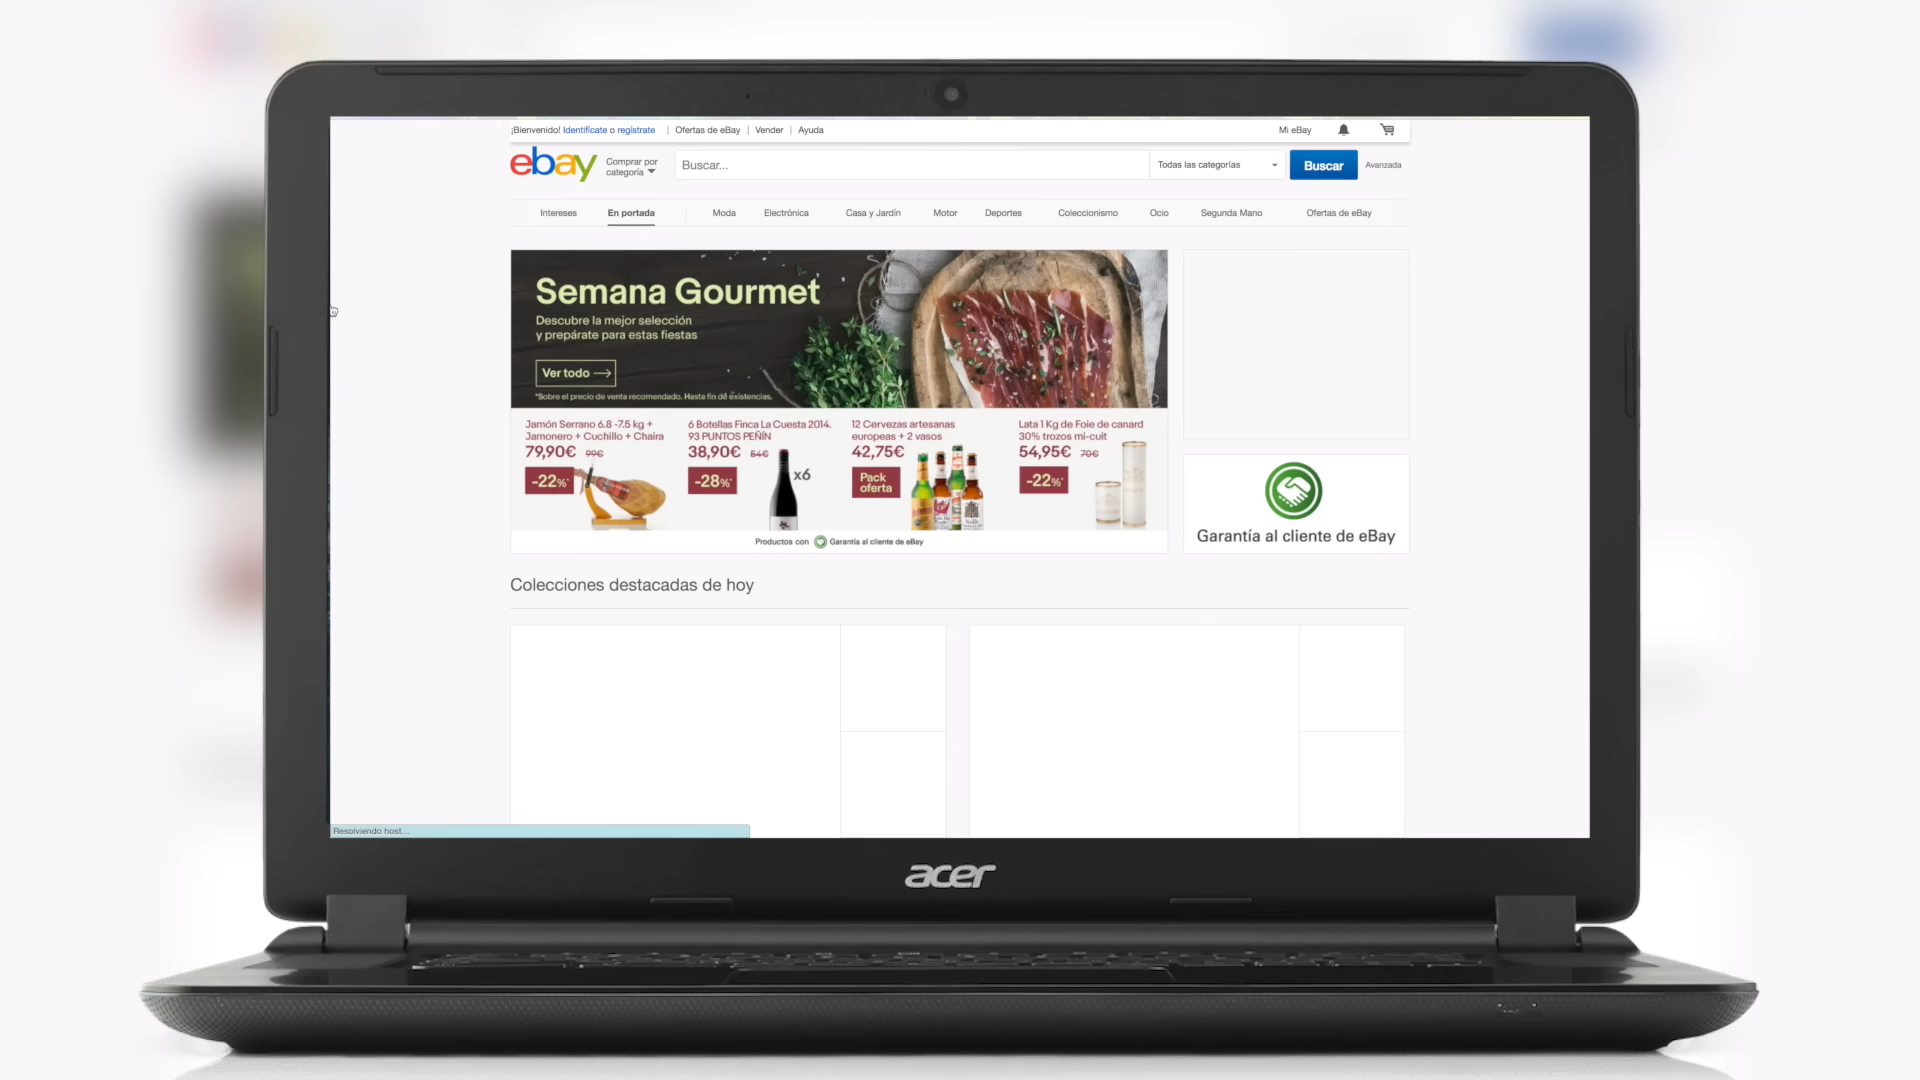 ¡Bienvenido! Identifícate o regístrate | Ofertas de eBay | Vender | Ayuda
Mi eBay
ebay
Comprar por
categoría
Buscar...
Todas las categorías
Buscar
Avanzada
Intereses
En portada
Moda
Electrónica
Casa y Jardín
Motor
Deportes
Coleccionismo
Ocio
Segunda Mano
Ofertas de eBay
Semana Gourmet
Descubre la mejor selección
y prepárate para estas fiestas
Ver todo
*Sobre el precio de venta recomendado. Hasta fin de existencias.
Jamón Serrano 6.8 -7.5 kg +
Jamonero + Cuchillo + Chaira
79,90€ 99€
-22%*
6 Botellas Finca La Cuesta 2014.
93 PUNTOS PEÑÍN
38,90€ 54€
-28%*
x6
12 Cervezas artesanas
europeas + 2 vasos
42,75€
Pack
oferta
Lata 1 Kg de Foie de canard
30% trozos mi-cuit
54,95€ 70€
-22%*
Productos con Garantía al cliente de eBay
Garantía al cliente de eBay
Colecciones destacadas de hoy
Resolviendo host...
acer